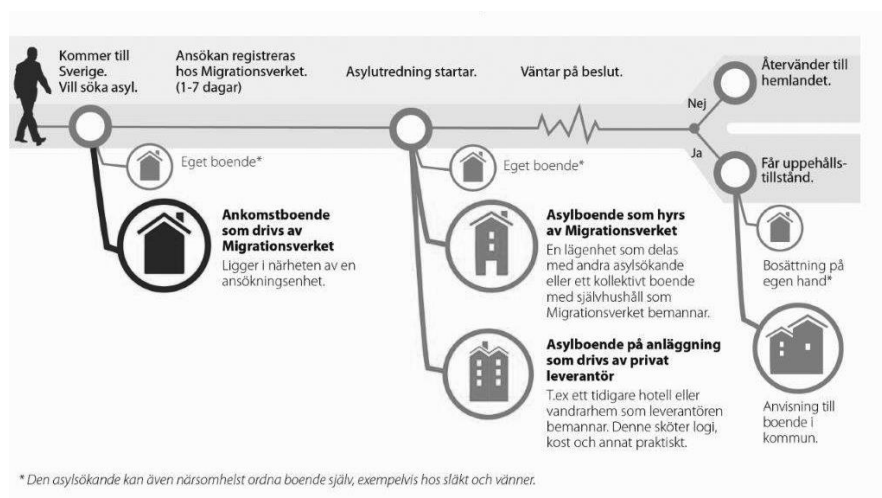 Kommer till
Sverige.
Vill söka asyl.
Ansökan registreras
hos Migrationsverket.
(1-7 dagar)
Asylutredning startar.
Väntar på beslut.
Nej
Ja
Återvänder till
hemlandet.
Får uppehålls-
tillstånd.
Eget boende*
Ankomstboende
som drivs av
Migrationsverket
Ligger i närheten av en
ansökningsenhet.
Eget boende*
Asylboende som hyrs
av Migrationsverket
En lägenhet som delas
med andra asylsökande
eller ett kollektivt boende
med självhushåll som
Migrationsverket bemannar.
Asylboende på anläggning
som drivs av privat
leverantör
T.ex ett tidigare hotell eller
vandrarhem som leverantören
bemannar. Denne sköter logi,
kost och annat praktiskt.
Bosättning på
egen hand*
Anvisning till
boende i
kommun.
* Den asylsökande kan även närsomhelst ordna boende själv, exempelvis hos släkt och vänner.